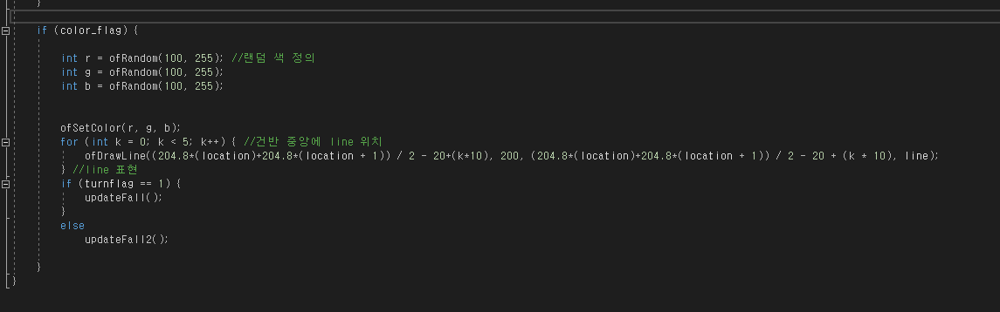 }
if (color_flag) {
int r = ofRandom(100, 255); //랜덤 색 정의
int g = ofRandom(100, 255);
int b = ofRandom(100, 255);
ofSetColor(r, g, b);
for (int k = 0; k < 5; k++) { //건반 중앙에 line 위치
ofDrawLine((204.8*(location)+204.8*(location + 1)) / 2 - 20+(k*10), 200, (204.8*(location)+204.8*(location + 1)) / 2 - 20 + (k * 10), line);
} //line 표현
if (turnflag == 1) {
updateFall();
}
else
updateFall2();
}
}